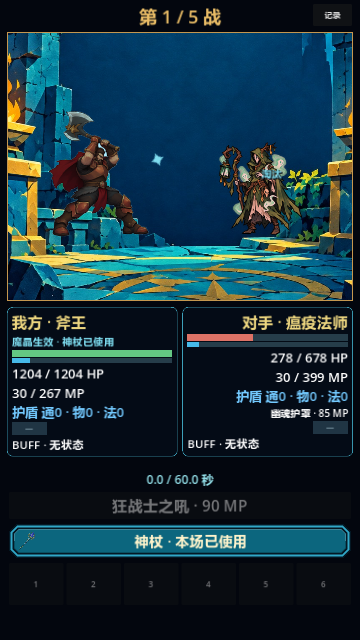 第 1 / 5 战
记录
我方 · 斧王
魔晶生效 · 神杖已使用
1204 / 1204 HP
30 / 267 MP
护盾 通0 · 物0 · 法0
—
BUFF · 无状态
对手 · 瘟疫法师
278 / 678 HP
30 / 399 MP
护盾 通0 · 物0 · 法0
幽魂护罩 · 85 MP
—
BUFF · 无状态
0.0 / 60.0 秒
狂战士之吼 · 90 MP
神杖 · 本场已使用
1 2 3 4 5 6